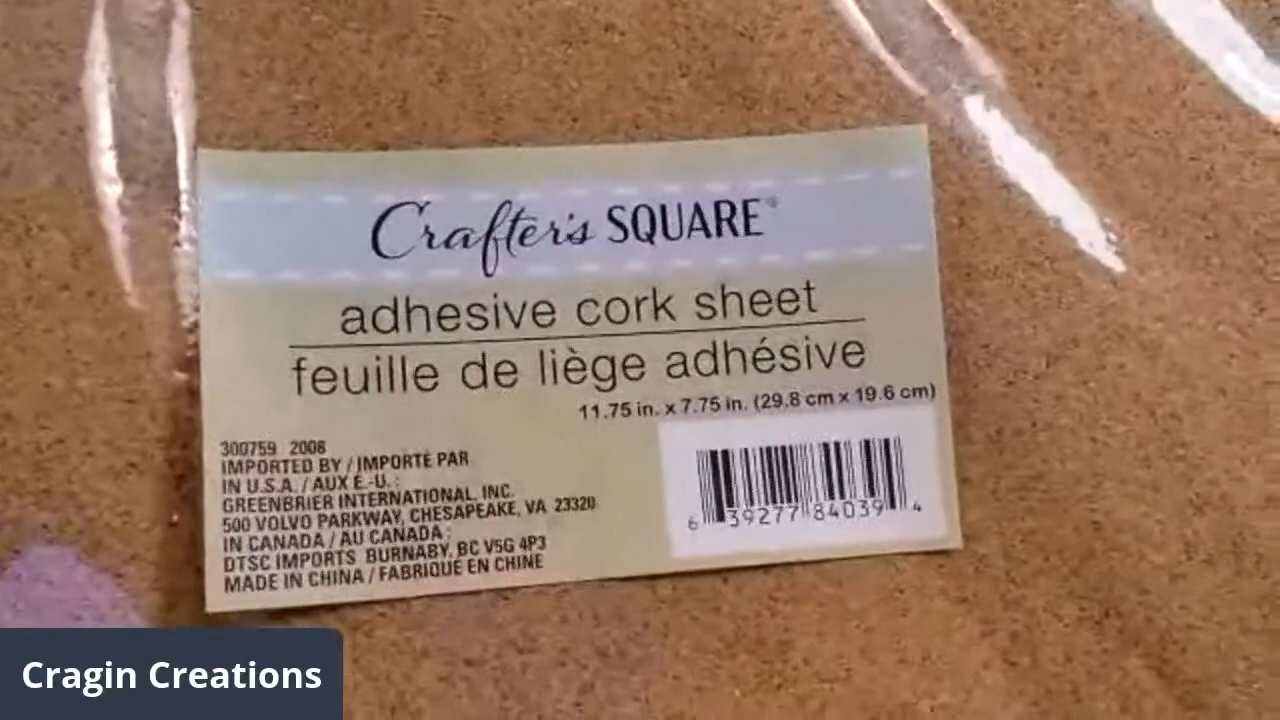 Crafter's SQUARE®
adhesive cork sheet
feuille de liège adhésive
11.75 in. x 7.75 in. (29.8 cm x 19.6 cm)
300759 2008
IMPORTED BY / IMPORTÉ PAR
IN U.S.A. / AUX É.-U. :
GREENBRIER INTERNATIONAL, INC.
500 VOLVO PARKWAY, CHESAPEAKE, VA 23320
IN CANADA / AU CANADA :
DTSC IMPORTS BURNABY, BC V5G 4P3
MADE IN CHINA / FABRIQUÉ EN CHINE
6 39277 84039 4
Cragin Creations